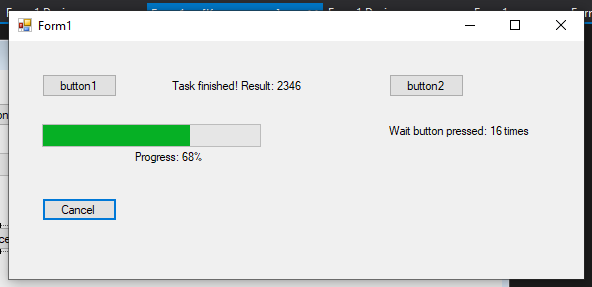 Form1
button1
Task finished! Result: 2346
button2
Wait button pressed: 16 times
Progress: 68%
Cancel